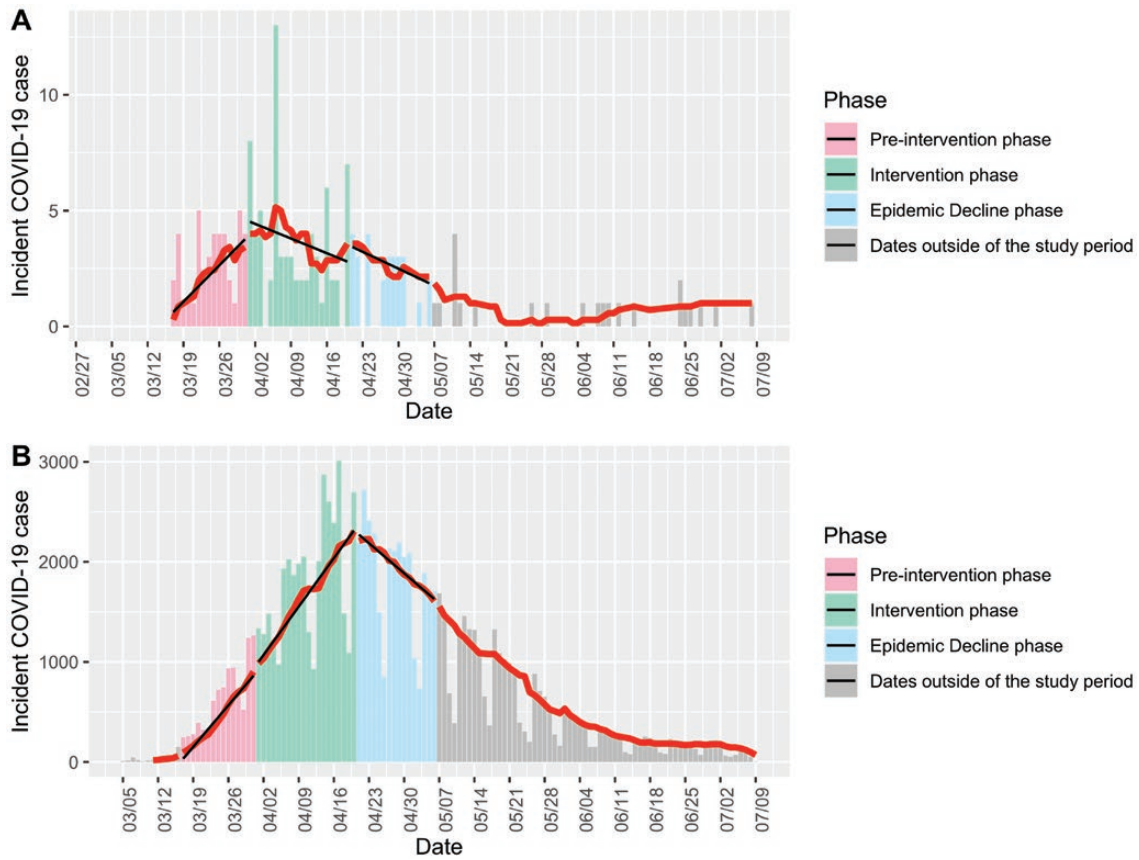 A
Incident COVID-19 case
10
5
0
02/27
03/05
03/12
03/19
03/26
04/02
04/09
04/16
04/23
04/30
05/07
05/14
05/21
05/28
06/04
06/11
06/18
06/25
07/02
07/09
Date
Phase
Pre-intervention phase
Intervention phase
Epidemic Decline phase
Dates outside of the study period
B
Incident COVID-19 case
3000
2000
1000
0
03/05
03/12
03/19
03/26
04/02
04/09
04/16
04/23
04/30
05/07
05/14
05/21
05/28
06/04
06/11
06/18
06/25
07/02
07/09
Date
Phase
Pre-intervention phase
Intervention phase
Epidemic Decline phase
Dates outside of the study period